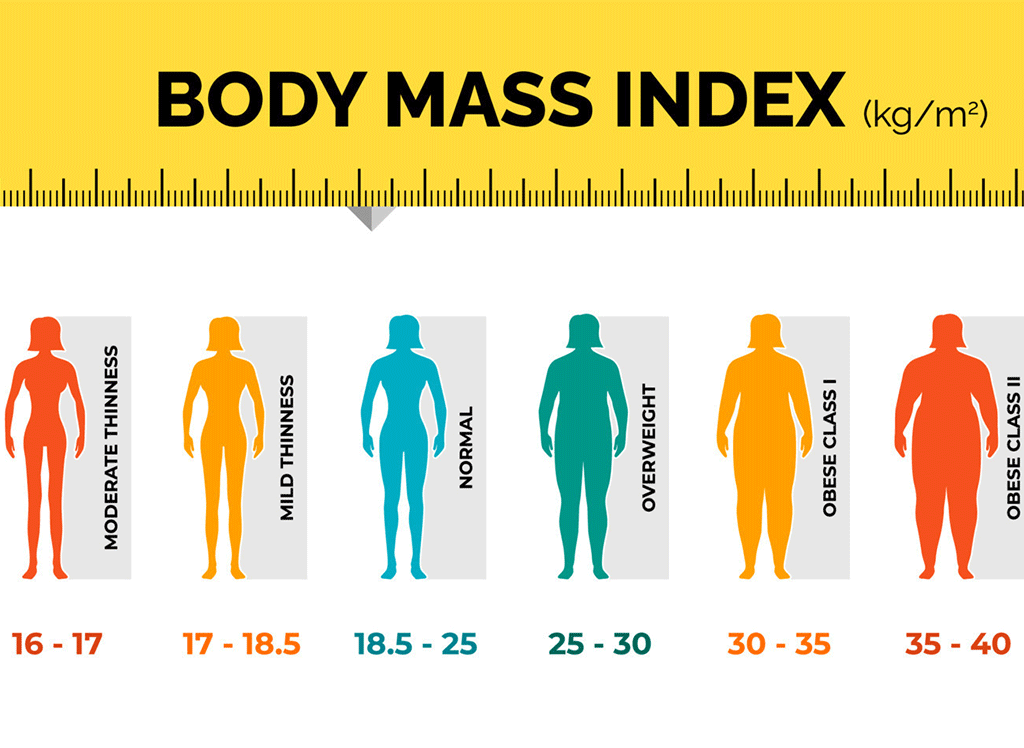 BODY MASS INDEX (kg/m²)
MODERATE THINNESS
MILD THINNESS
NORMAL
OVERWEIGHT
OBESE CLASS I
OBESE CLASS II
16 - 17
17 - 18.5
18.5 - 25
25 - 30
30 - 35
35 - 40